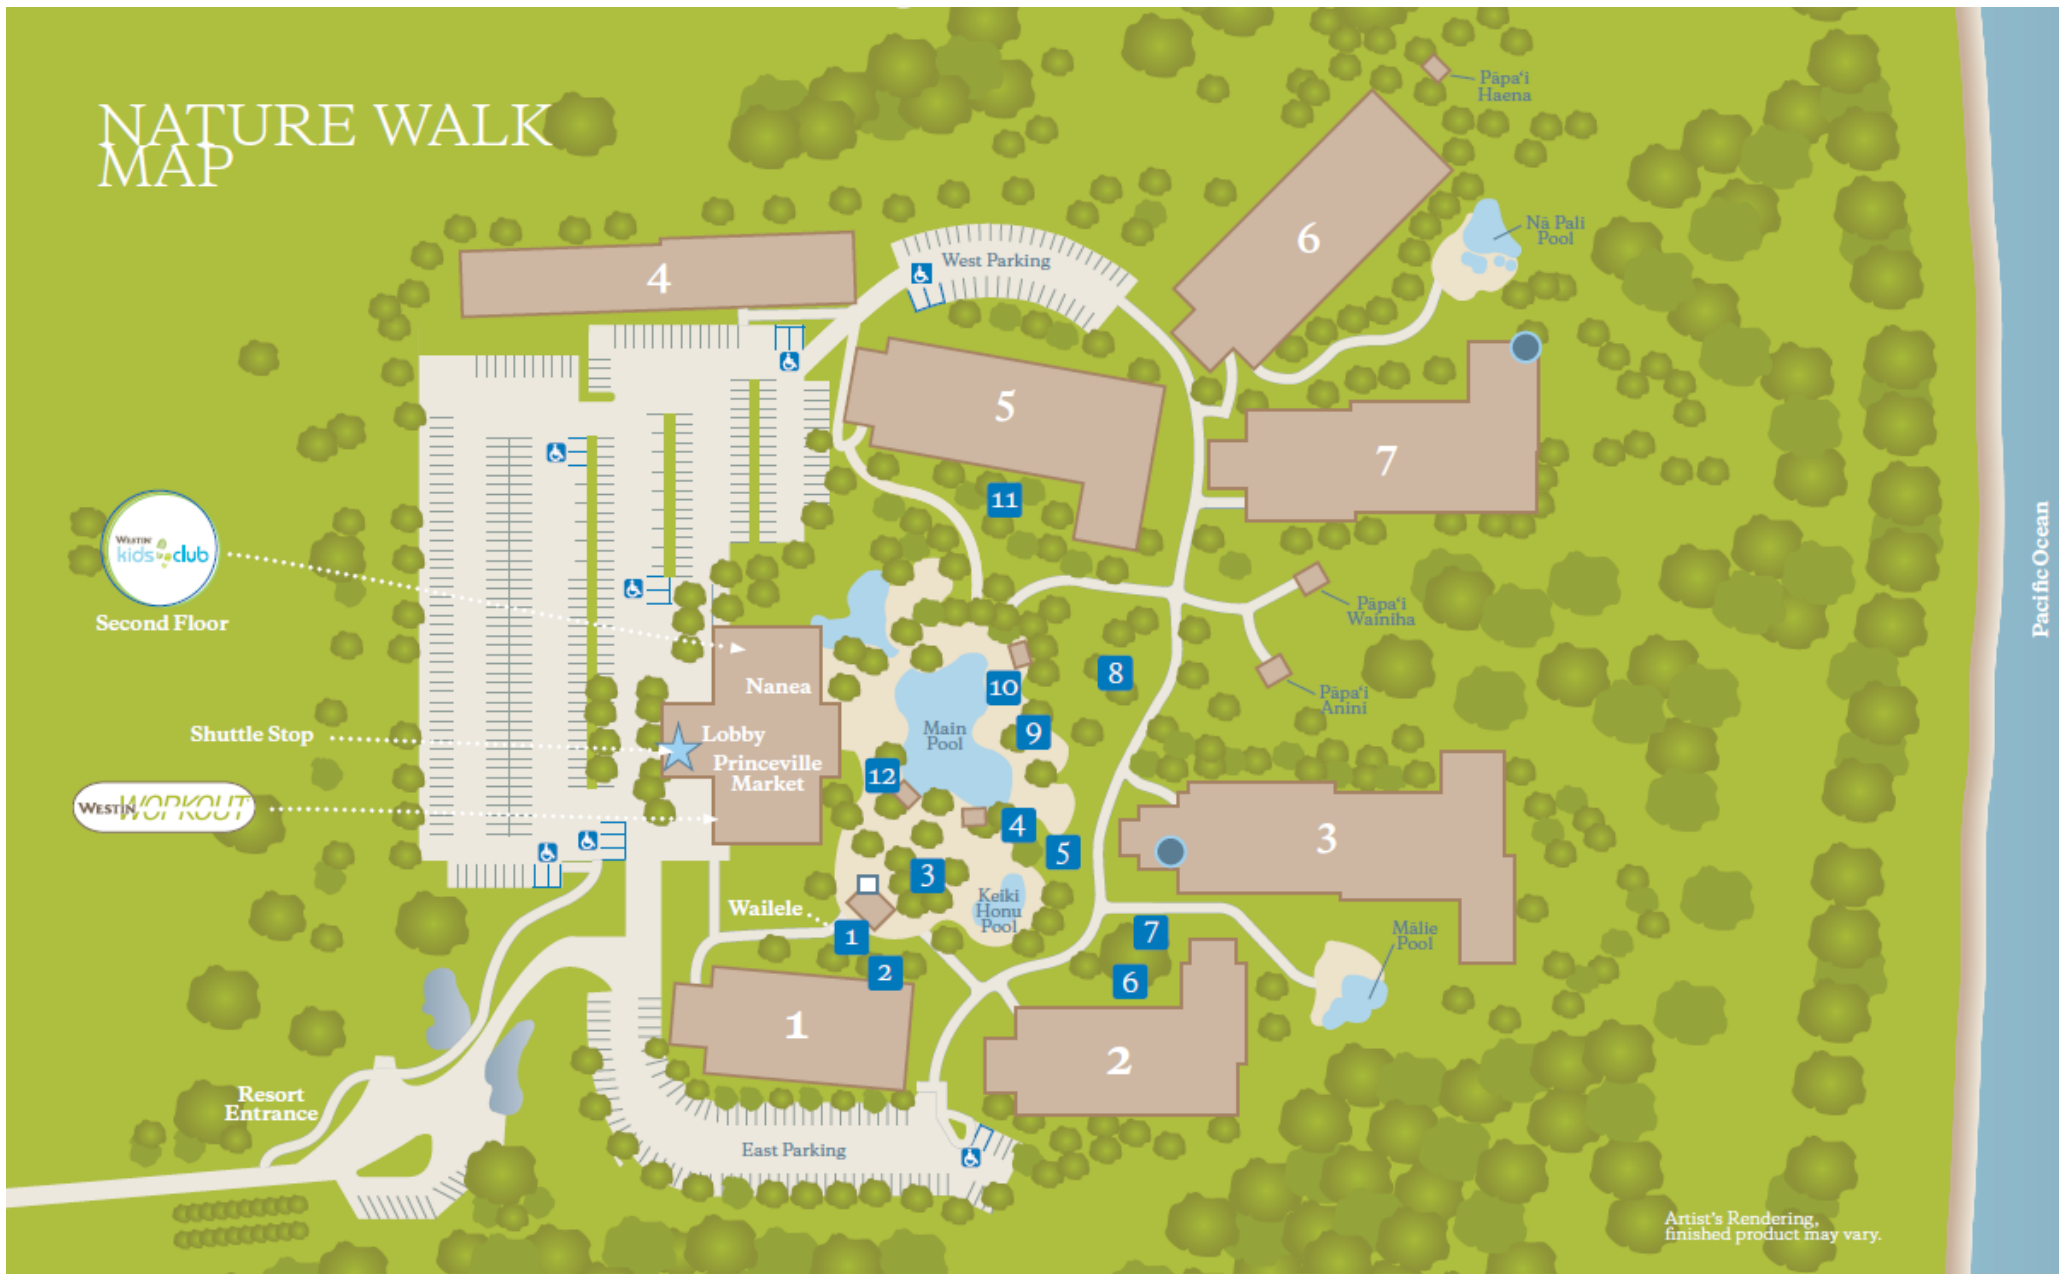 NATURE WALK
MAP
Pāpa‘i
Haena
Nā Pali
Pool
6
West Parking
4
5
7
11
WESTIN
kids club
Second Floor
Pāpa‘i
Wainiha
Pāpa‘i
Anini
Pacific Ocean
8
10
9
Nanea
Lobby
Princeville
Market
Main
Pool
Shuttle Stop
12
WESTIN WORKOUT
4
5
3
3
Keiki
Honu
Pool
Wailele
1
2
7
6
Mālie
Pool
1
2
Resort
Entrance
East Parking
Artist's Rendering,
finished product may vary.